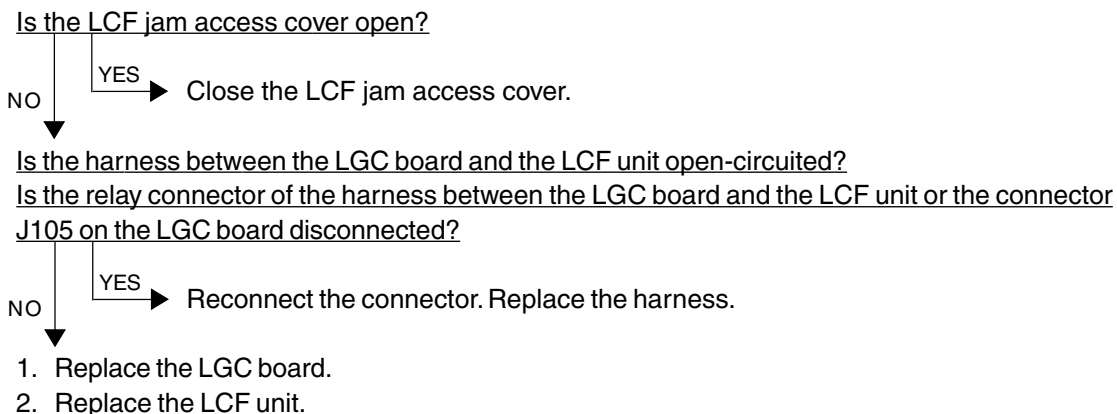 Is the LCF jam access cover open?
YES
Close the LCF jam access cover.
NO
Is the harness between the LGC board and the LCF unit open-circuited?
Is the relay connector of the harness between the LGC board and the LCF unit or the connector
J105 on the LGC board disconnected?
YES
Reconnect the connector. Replace the harness.
NO
1. Replace the LGC board.
2. Replace the LCF unit.